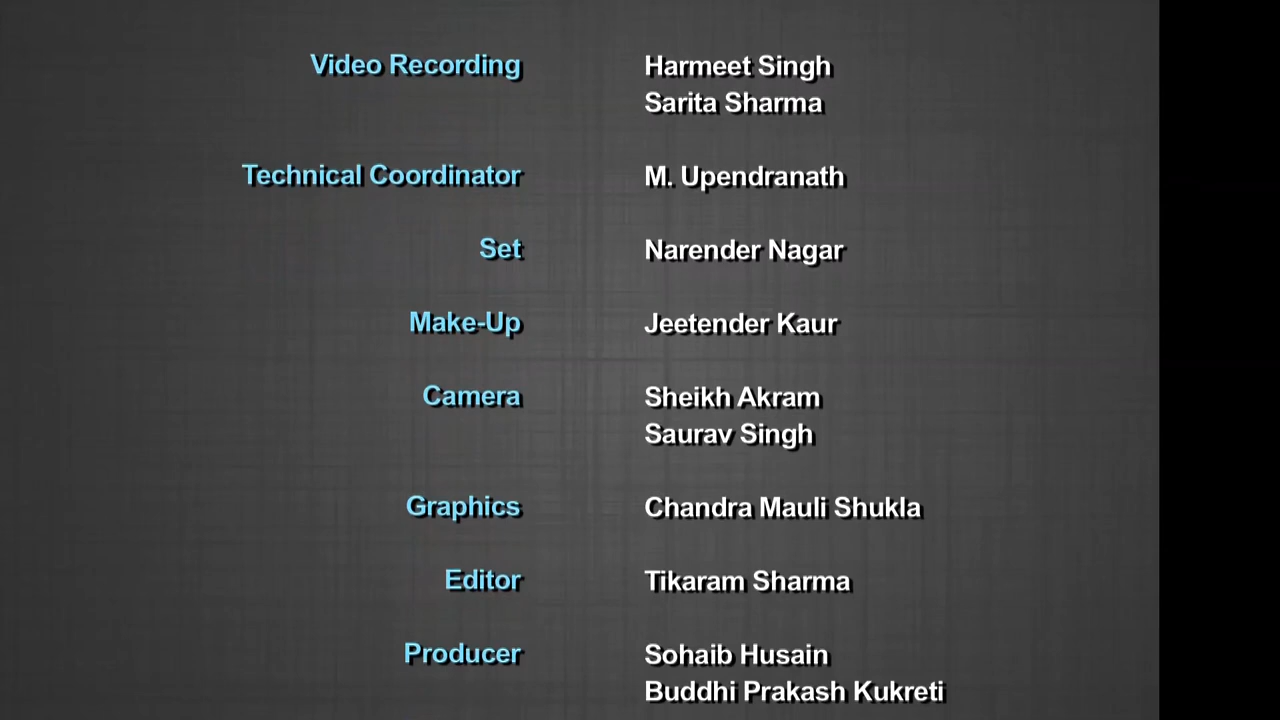 Video Recording Harmeet Singh
Sarita Sharma
Technical Coordinator M. Upendranath
Set Narender Nagar
Make-Up Jeetender Kaur
Camera Sheikh Akram
Saurav Singh
Graphics Chandra Mauli Shukla
Editor Tikaram Sharma
Producer Sohaib Husain
Buddhi Prakash Kukreti